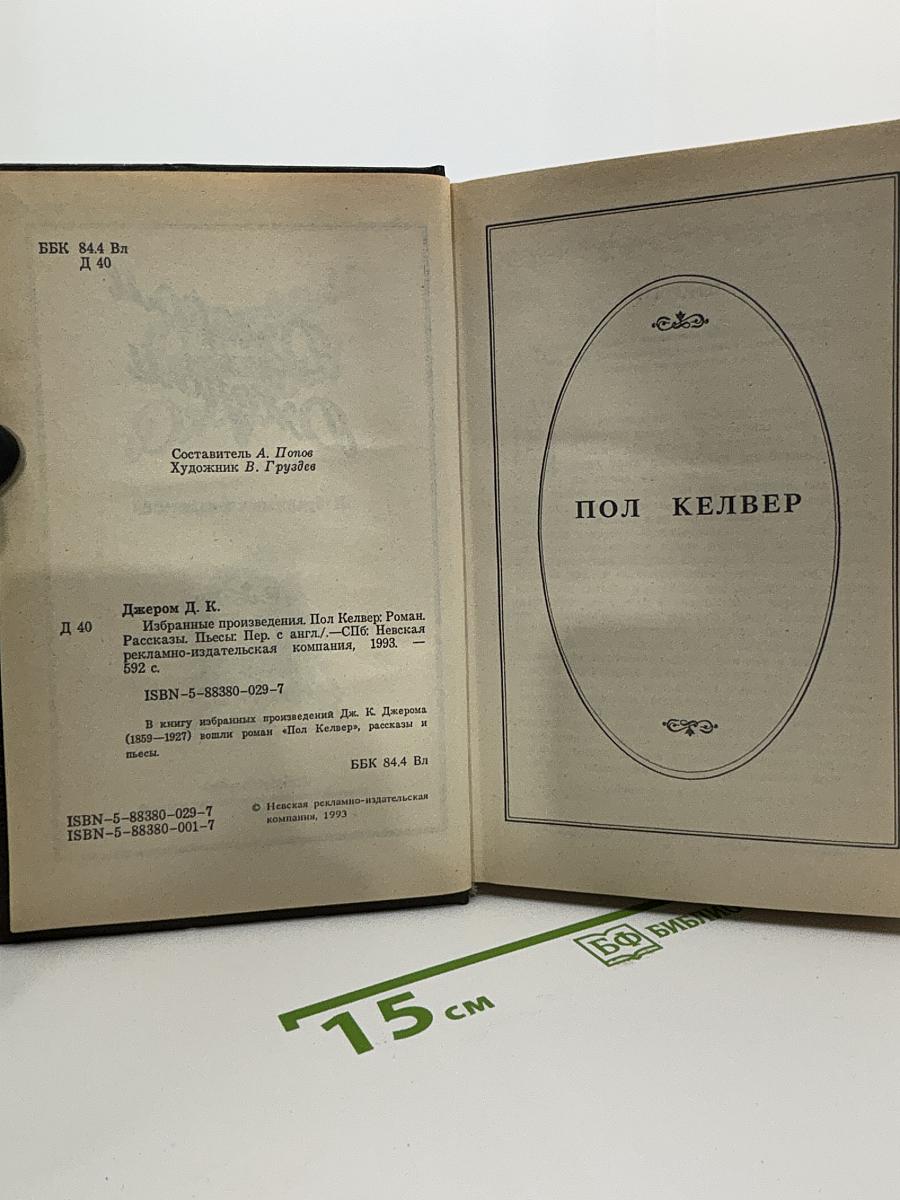 ББК 84.4 Вл
Д 40
Составитель А. Попов
Художник В. Груздев
Джером Д. К.
Д 40 Избранные произведения. Пол Келвер: Роман.
Рассказы. Пьесы: Пер. с англ./.—СПб: Невская
рекламно-издательская компания, 1993. —
592 с.
ISBN—5—88380—029—7
В книгу избранных произведений Дж. К. Джерома
(1859—1927) вошли роман «Пол Келвер», рассказы и
пьесы.
ББК 84.4 Вл
ISBN—5—88380—029—7
ISBN—5—88380—001—7
© Невская рекламно-издательская
компания, 1993
ПОЛ КЕЛВЕР
15 см
БФ